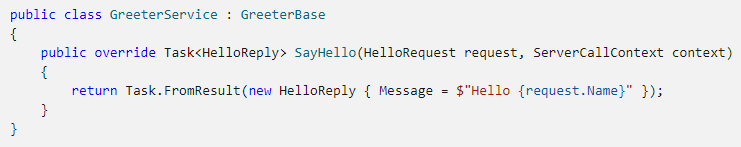 public class GreeterService : GreeterBase
{
    public override Task<HelloReply> SayHello(HelloRequest request, ServerCallContext context)
    {
        return Task.FromResult(new HelloReply { Message = $"Hello {request.Name}" });
    }
}